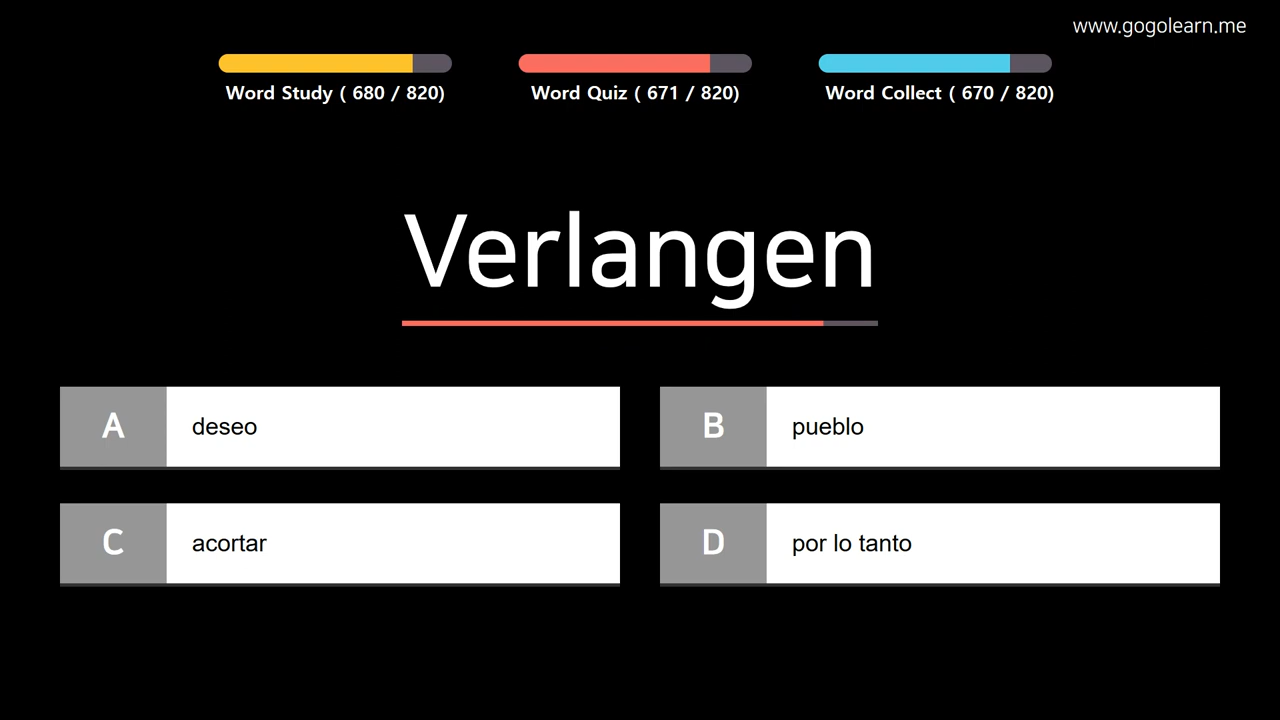 www.gogolearn.me
Word Study ( 680 / 820)
Word Quiz ( 671 / 820)
Word Collect ( 670 / 820)
Verlangen
A deseo
B pueblo
C acortar
D por lo tanto